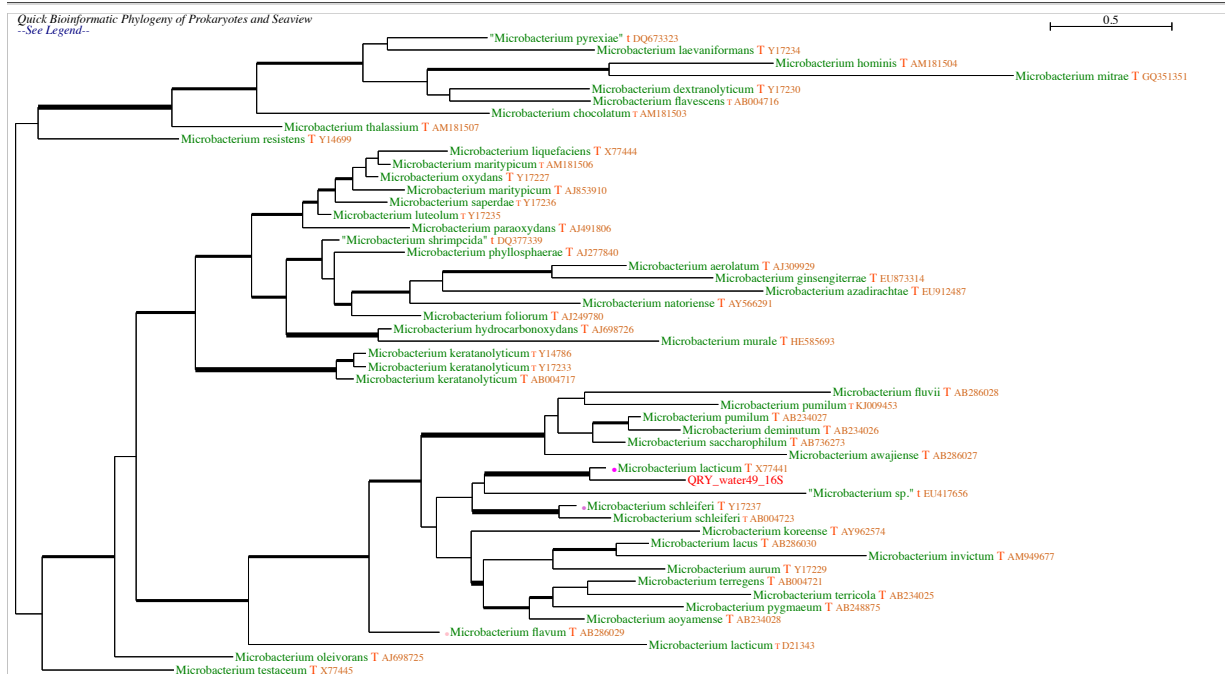 Quick Bioinformatic Phylogeny of Prokaryotes and Seaview
--See Legend--
0.5
"Microbacterium pyrexiae" t DQ673323
Microbacterium laevaniformans T Y17234
Microbacterium hominis T AM181504
Microbacterium mitrae T GQ351351
Microbacterium dextranolyticum T Y17230
Microbacterium flavescens T AB004716
Microbacterium chocolatum T AM181503
Microbacterium thalassium T AM181507
Microbacterium resistens T Y14699
Microbacterium liquefaciens T X77444
Microbacterium maritypicum T AM181506
Microbacterium oxydans T Y17227
Microbacterium maritypicum T AJ853910
Microbacterium saperdae T Y17236
Microbacterium luteolum T Y17235
Microbacterium paraoxydans T AJ491806
"Microbacterium shrimpcida" t DQ377339
Microbacterium phyllosphaerae T AJ277840
Microbacterium aerolatum T AJ309929
Microbacterium ginsengiterrae T EU873314
Microbacterium azadirachtae T EU912487
Microbacterium natoriense T AY566291
Microbacterium foliorum T AJ249780
Microbacterium hydrocarbonoxydans T AJ698726
Microbacterium murale T HE585693
Microbacterium keratanolyticum T Y14786
Microbacterium keratanolyticum T Y17233
Microbacterium keratanolyticum T AB004717
Microbacterium fluvii T AB286028
Microbacterium pumilum T KJ009453
Microbacterium pumilum T AB234027
Microbacterium deminutum T AB234026
Microbacterium saccharophilum T AB736273
Microbacterium awajiense T AB286027
Microbacterium lacticum T X77441
QRY_water49_16S
"Microbacterium sp." t EU417656
Microbacterium schleiferi T Y17237
Microbacterium schleiferi T AB004723
Microbacterium koreense T AY962574
Microbacterium lacus T AB286030
Microbacterium invictum T AM949677
Microbacterium aurum T Y17229
Microbacterium terregens T AB004721
Microbacterium terricola T AB234025
Microbacterium pygmaeum T AB248875
Microbacterium aoyamense T AB234028
Microbacterium flavum T AB286029
Microbacterium lacticum T D21343
Microbacterium oleivorans T AJ698725
Microbacterium testaceum T X77445